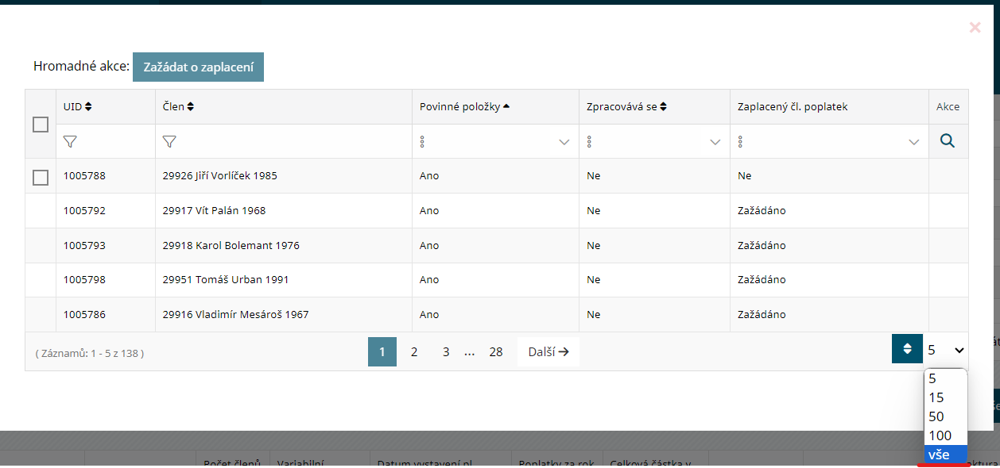 Hromadné akce: Zažádat o zaplacení
UID Člen Povinné položky Zpracovává se Zaplacený čl. poplatek Akce
1005788 29926 Jiří Vorlíček 1985 Ano Ne Ne
1005792 29917 Vít Palán 1968 Ano Ne Zažádáno
1005793 29918 Karol Bolemant 1976 Ano Ne Zažádáno
1005798 29951 Tomáš Urban 1991 Ano Ne Zažádáno
1005786 29916 Vladimír Mesároš 1967 Ano Ne Zažádáno
( Záznamů: 1 - 5 z 138 ) 1 2 3 ... 28 Další → 5
5
15
50
100
vše
Počet členů Variabilní Datum vystavení pl. Poplatky za rok Celková částka v